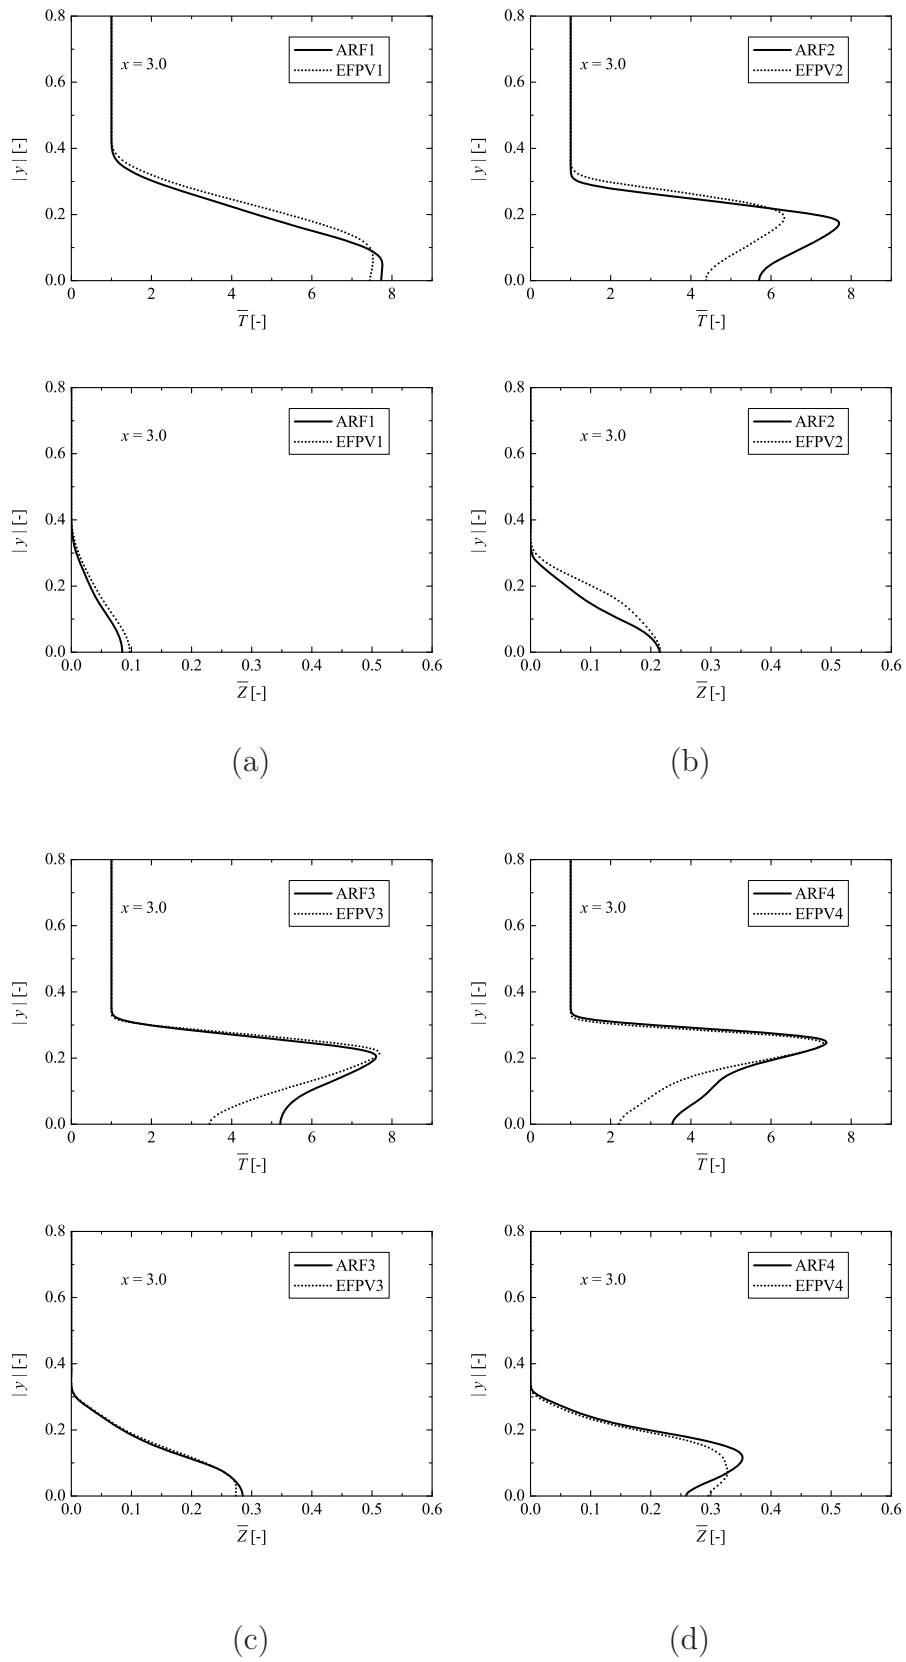 0.8
0.6
0.4
0.2
0.0
0 2 4 6 8
| y | [-]
T [-]
x = 3.0
ARF1
EFPV1
0.8
0.6
0.4
0.2
0.0
0 2 4 6 8
| y | [-]
T [-]
x = 3.0
ARF2
EFPV2
0.8
0.6
0.4
0.2
0.0
0.0 0.1 0.2 0.3 0.4 0.5 0.6
| y | [-]
Z [-]
x = 3.0
ARF1
EFPV1
0.8
0.6
0.4
0.2
0.0
0.0 0.1 0.2 0.3 0.4 0.5 0.6
| y | [-]
Z [-]
x = 3.0
ARF2
EFPV2
(a)
(b)
0.8
0.6
0.4
0.2
0.0
0 2 4 6 8
| y | [-]
T [-]
x = 3.0
ARF3
EFPV3
0.8
0.6
0.4
0.2
0.0
0 2 4 6 8
| y | [-]
T [-]
x = 3.0
ARF4
EFPV4
0.8
0.6
0.4
0.2
0.0
0.0 0.1 0.2 0.3 0.4 0.5 0.6
| y | [-]
Z [-]
x = 3.0
ARF3
EFPV3
0.8
0.6
0.4
0.2
0.0
0.0 0.1 0.2 0.3 0.4 0.5 0.6
| y | [-]
Z [-]
x = 3.0
ARF4
EFPV4
(c)
(d)